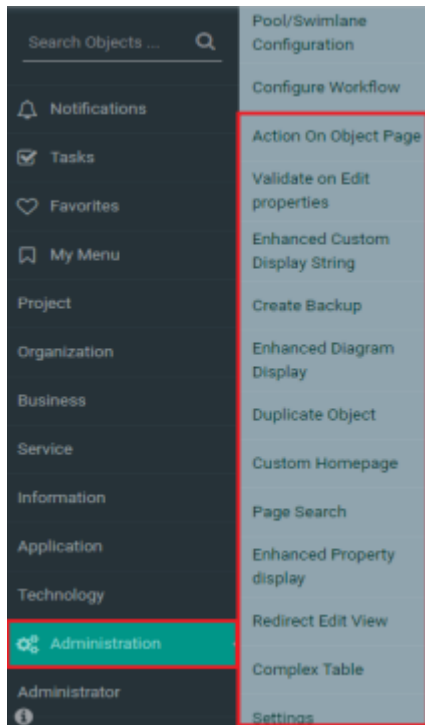 Search Objects ...
Notifications
Tasks
Favorites
My Menu
Project
Organization
Business
Service
Information
Application
Technology
Administration
Administrator
Pool/Swimlane
Configuration
Configure Workflow
Action On Object Page
Validate on Edit
properties
Enhanced Custom
Display String
Create Backup
Enhanced Diagram
Display
Duplicate Object
Custom Homepage
Page Search
Enhanced Property
display
Redirect Edit View
Complex Table
Settings